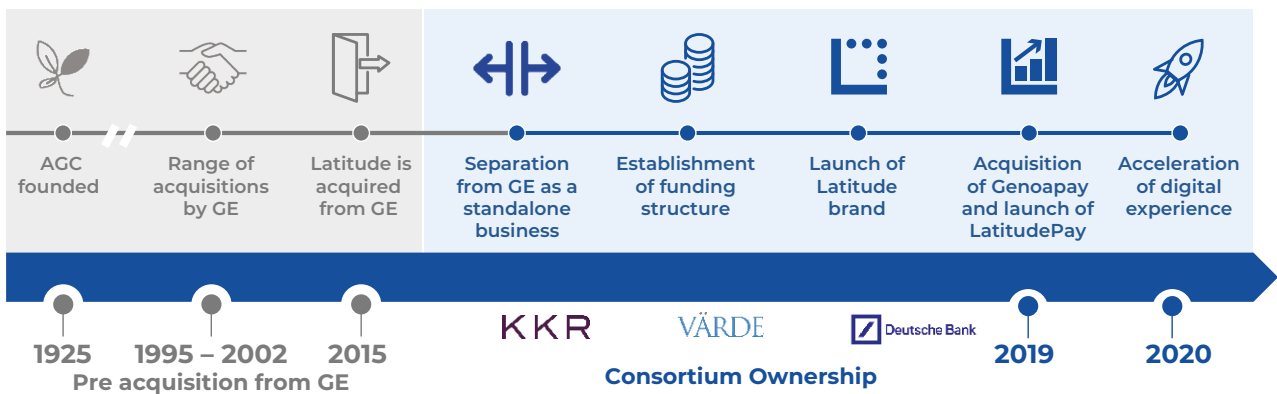 AGC
founded
Range of
acquisitions
by GE
Latitude is
acquired
from GE
Separation
from GE as a
standalone
business
Establishment
of funding
structure
Launch of
Latitude
brand
Acquisition
of Genoapay
and launch of
LatitudePay
Acceleration
of digital
experience
1925
1995 – 2002
2015
Pre acquisition from GE
KKR
VÄRDE
Deutsche Bank
Consortium Ownership
2019
2020